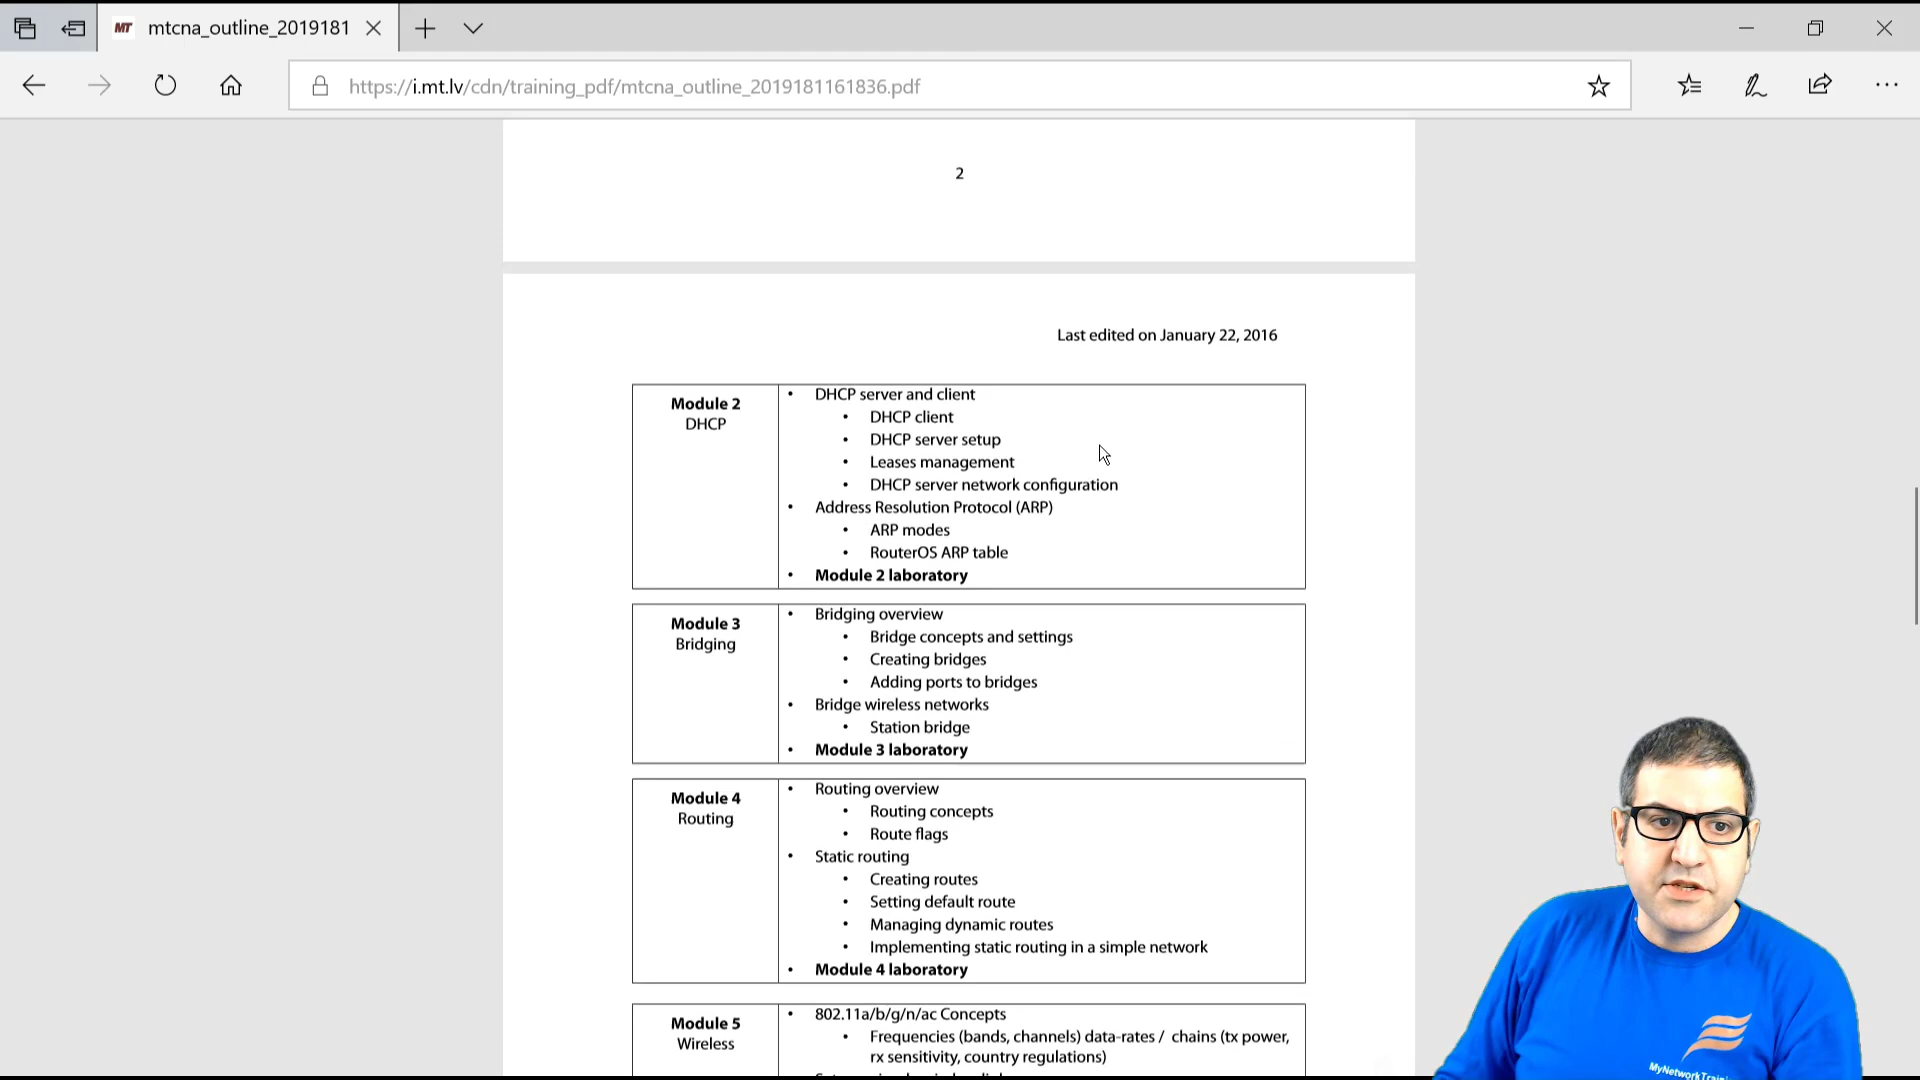 MT mtcna_outline_2019181
https://i.mt.lv/cdn/training_pdf/mtcna_outline_2019181161836.pdf
2
Last edited on January 22, 2016
Module 2
DHCP
• DHCP server and client
• DHCP client
• DHCP server setup
• Leases management
• DHCP server network configuration
• Address Resolution Protocol (ARP)
• ARP modes
• RouterOS ARP table
• Module 2 laboratory
Module 3
Bridging
• Bridging overview
• Bridge concepts and settings
• Creating bridges
• Adding ports to bridges
• Bridge wireless networks
• Station bridge
• Module 3 laboratory
Module 4
Routing
• Routing overview
• Routing concepts
• Route flags
• Static routing
• Creating routes
• Setting default route
• Managing dynamic routes
• Implementing static routing in a simple network
• Module 4 laboratory
Module 5
Wireless
• 802.11a/b/g/n/ac Concepts
• Frequencies (bands, channels) data-rates / chains (tx power,
rx sensitivity, country regulations)